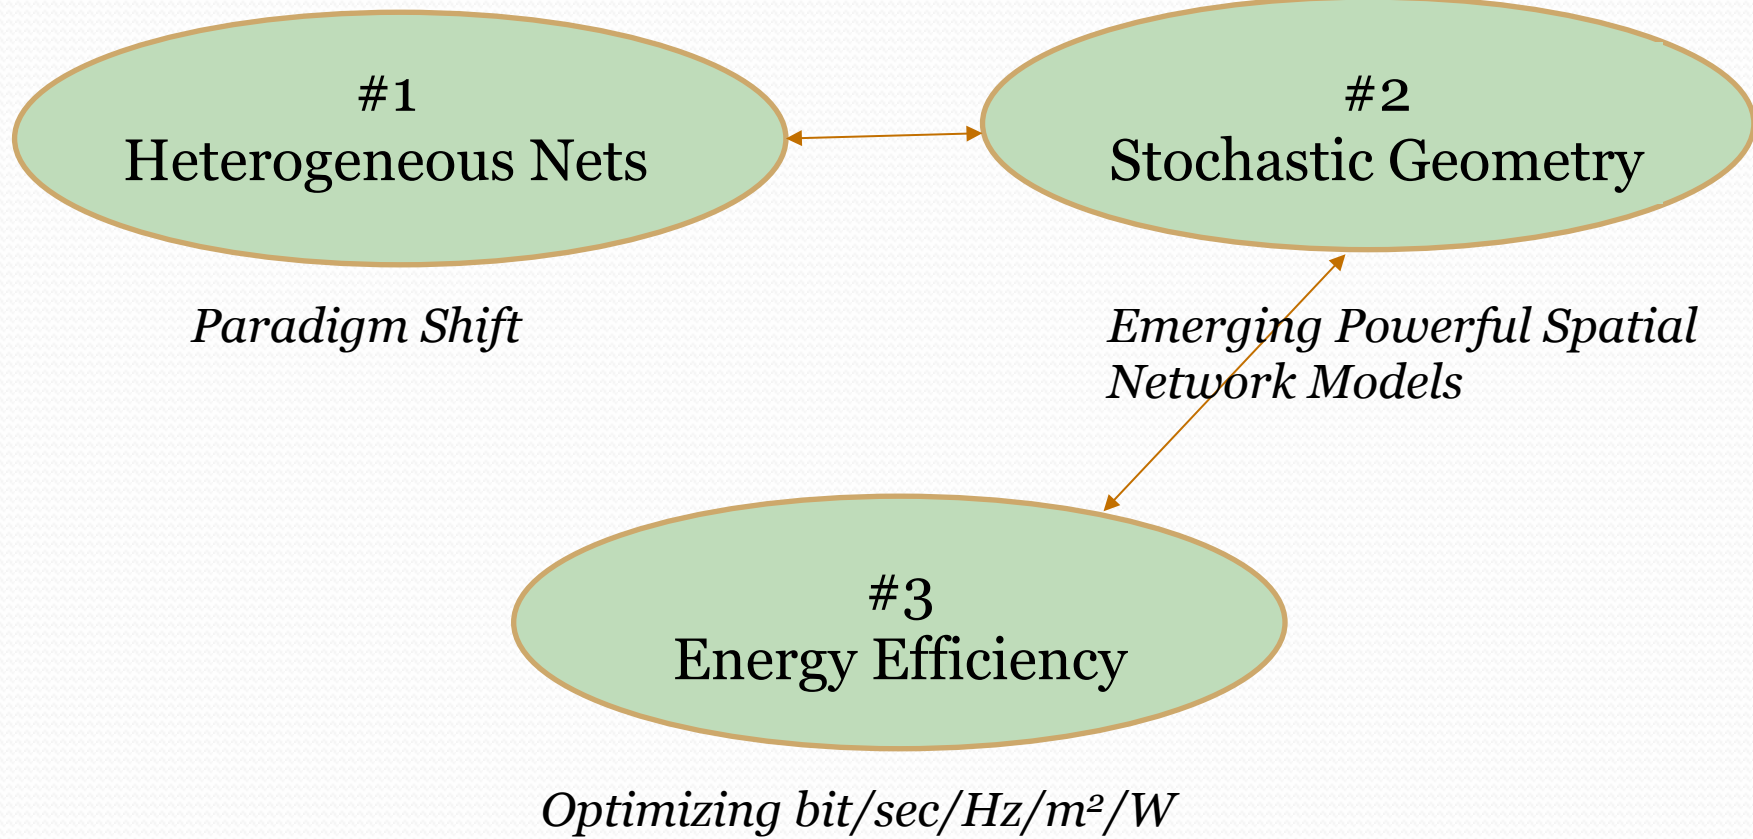 #1
Heterogeneous Nets
#2
Stochastic Geometry
Paradigm Shift
Emerging Powerful Spatial
Network Models
#3
Energy Efficiency
Optimizing bit/sec/Hz/m²/W